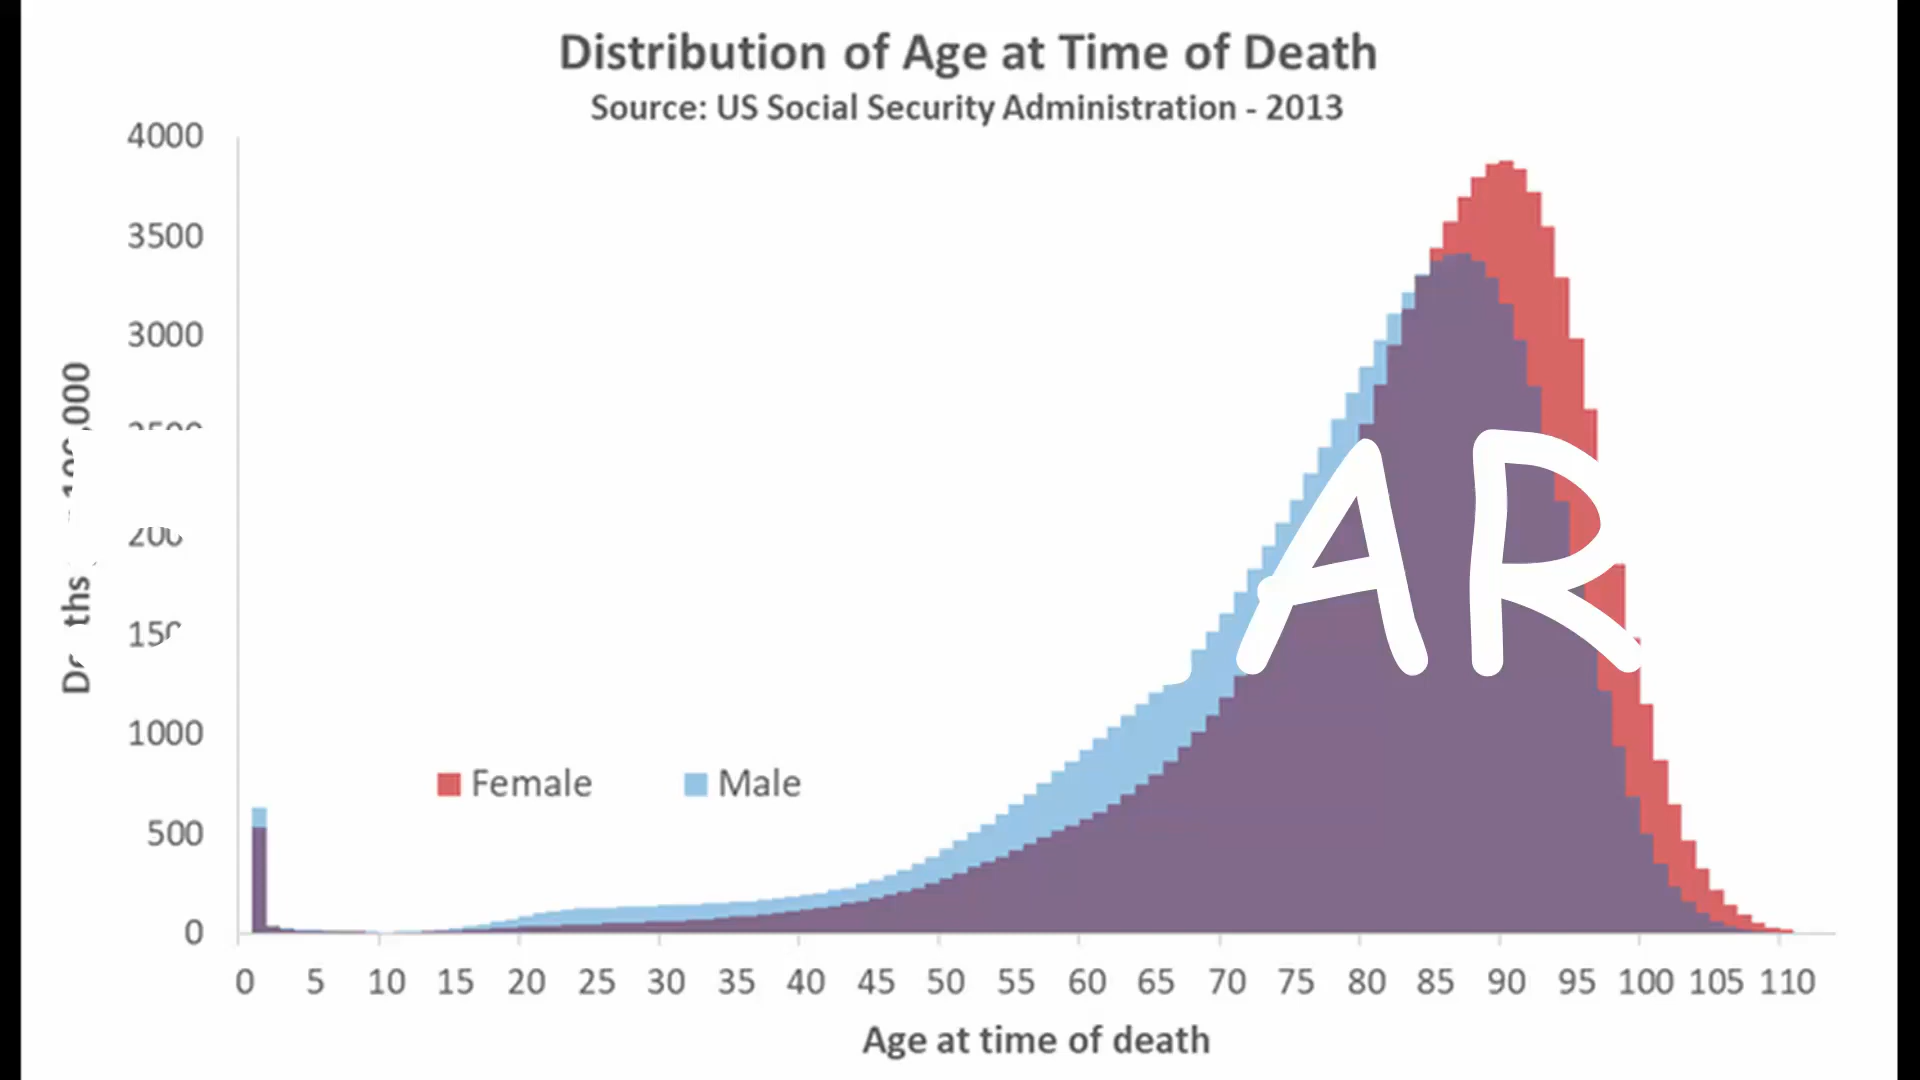 Distribution of Age at Time of Death
Source: US Social Security Administration - 2013
4000
3500
3000
1000
500
0
AR
Female Male
0 5 10 15 20 25 30 35 40 45 50 55 60 65 70 75 80 85 90 95 100 105 110
Age at time of death